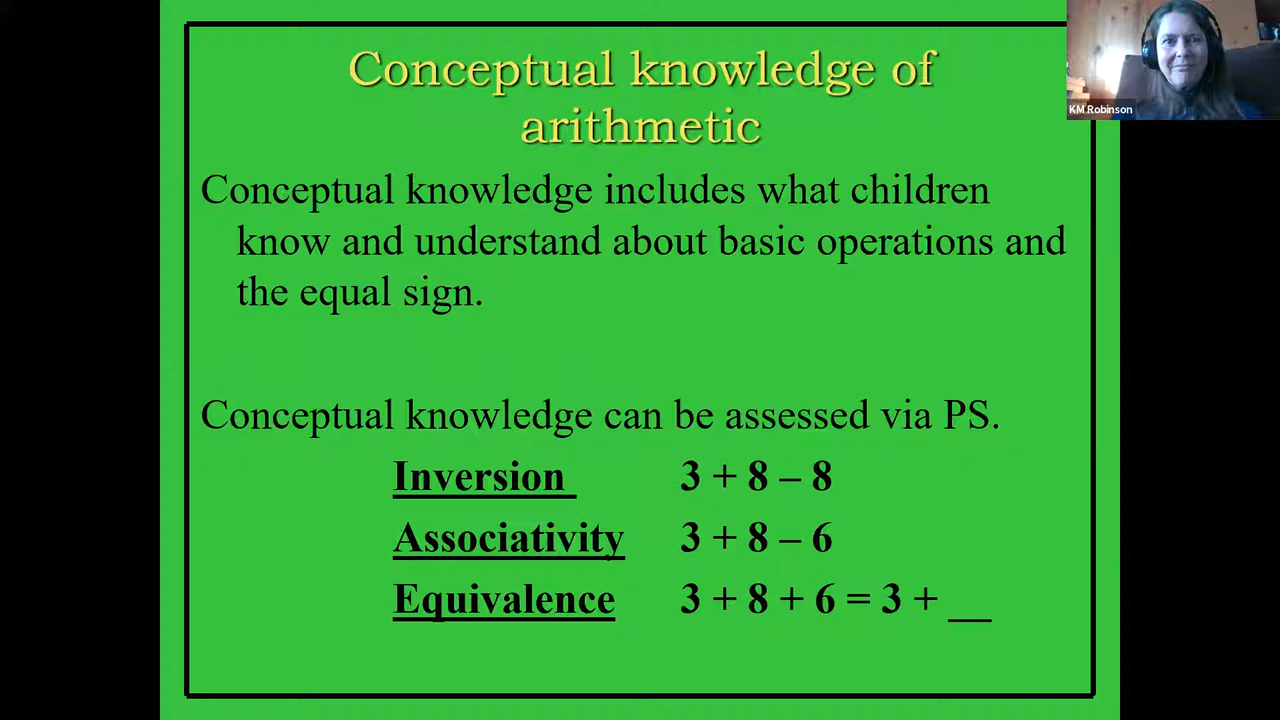 Conceptual knowledge of
arithmetic
KM Robinson
Conceptual knowledge includes what children
know and understand about basic operations and
the equal sign.
Conceptual knowledge can be assessed via PS.
Inversion 3 + 8 – 8
Associativity 3 + 8 – 6
Equivalence 3 + 8 + 6 = 3 + __